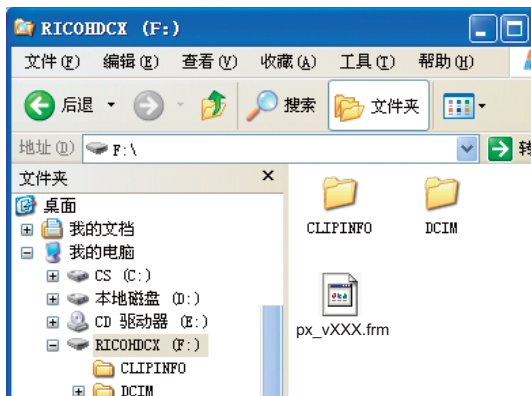 RICOHDCX (F:)
文件(F) 编辑(E) 查看(V) 收藏(A) 工具(T) 帮助(H)
后退 搜索 文件夹
地址(D) F:\
文件夹 ×
桌面
我的文档
我的电脑
CS (C:)
本地磁盘 (D:)
CD 驱动器 (E:)
RICOHDCX (F:)
CLIPINFO
DCIM
CLIPINFO DCIM
px_vXXX.frm